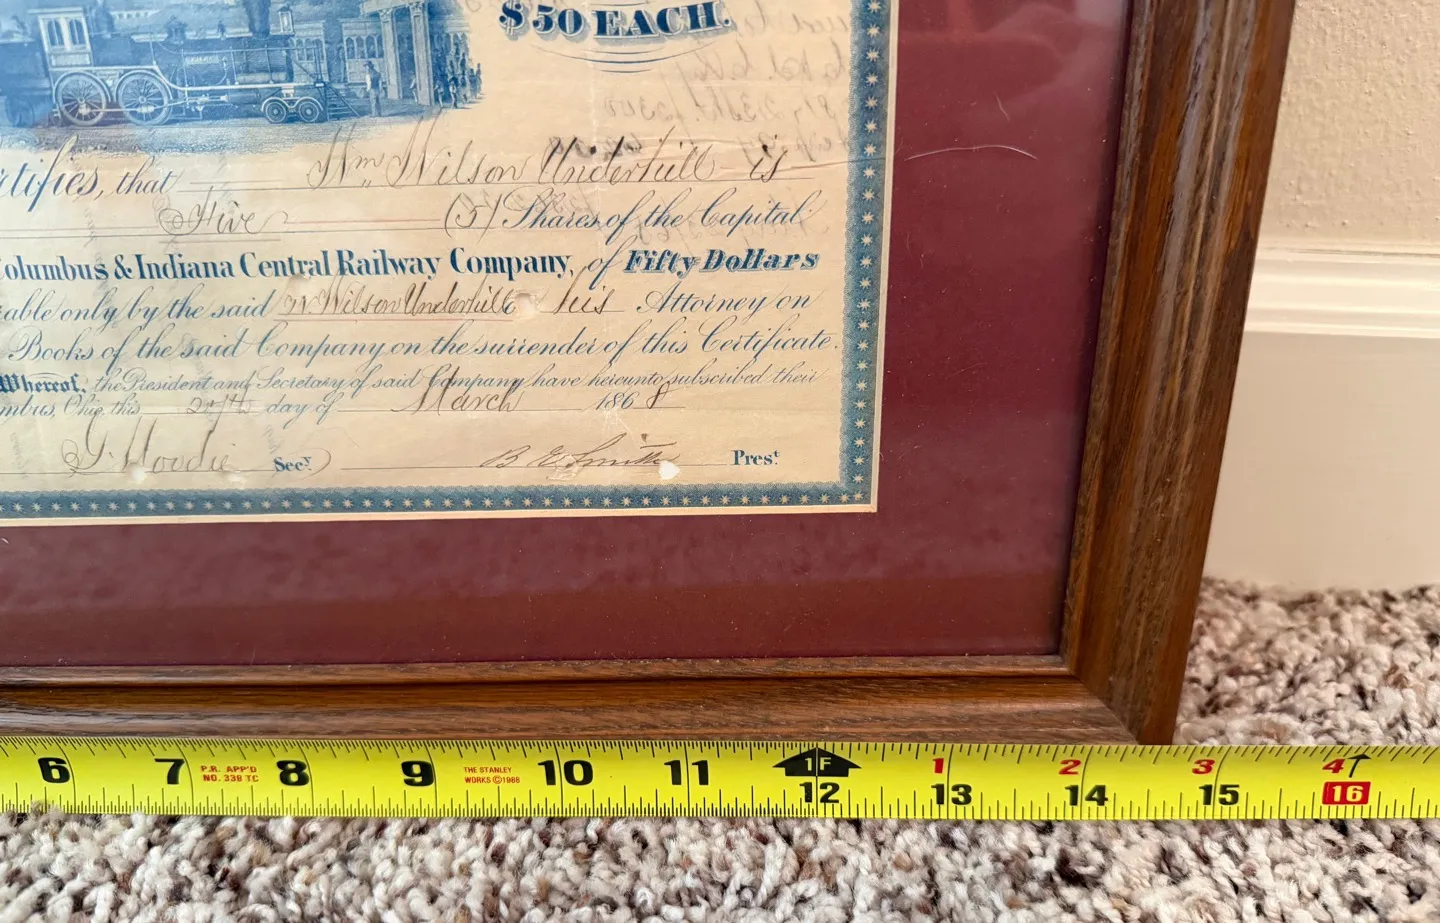 $50 EACH.
rtifies, that Wm. Wilson Underhill is
Five (5) Shares of the Capital
Columbus & Indiana Central Railway Company, of Fifty Dollars
able only by the said W. Wilson Underhill his Attorney on
Books of the said Company on the surrender of this Certificate.
Whereof, the President and Secretary of said Company have hereunto subscribed their
mbus, Ohio, this day of March 1868
G. Moodie Secy. B. E. Smith Prest
1F 1 2 3 4
6 7 P.R. APP'D NO. 338 TC 8 9 THE STANLEY WORKS © 1988 10 11 12 13 14 15 16